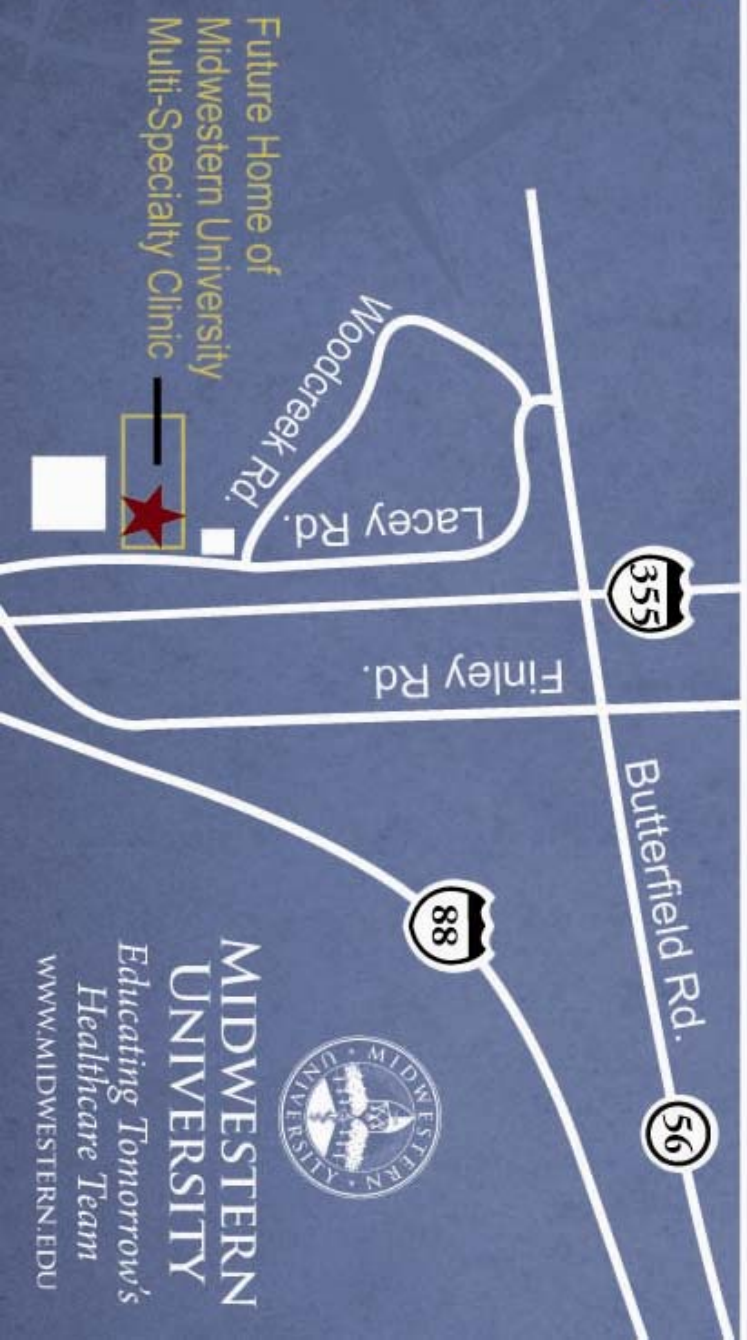 355
56
Butterfield Rd.
88
Finley Rd.
Lacey Rd.
Woodcreek Rd.
Future Home of
Midwestern University
Multi-Specialty Clinic
MIDWESTERN
UNIVERSITY
MIDWESTERN
UNIVERSITY
Educating Tomorrow's
Healthcare Team
WWW.MIDWESTERN.EDU